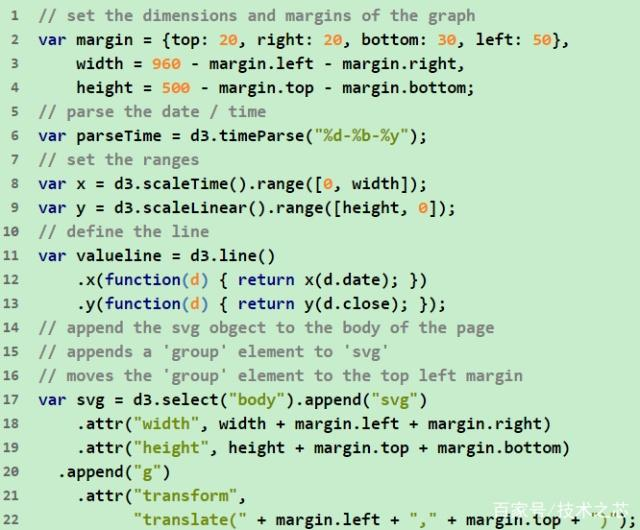 1 // set the dimensions and margins of the graph
2 var margin = {top: 20, right: 20, bottom: 30, left: 50},
3 width = 960 - margin.left - margin.right,
4 height = 500 - margin.top - margin.bottom;
5 // parse the date / time
6 var parseTime = d3.timeParse("%d-%b-%y");
7 // set the ranges
8 var x = d3.scaleTime().range([0, width]);
9 var y = d3.scaleLinear().range([height, 0]);
10 // define the line
11 var valueline = d3.line()
12 .x(function(d) { return x(d.date); })
13 .y(function(d) { return y(d.close); });
14 // append the svg obgect to the body of the page
15 // appends a 'group' element to 'svg'
16 // moves the 'group' element to the top left margin
17 var svg = d3.select("body").append("svg")
18 .attr("width", width + margin.left + margin.right)
19 .attr("height", height + margin.top + margin.bottom)
20 .append("g")
21 .attr("transform",
22 "translate(" + margin.left + "," + margin.top + ")");
百家号/技术之芯